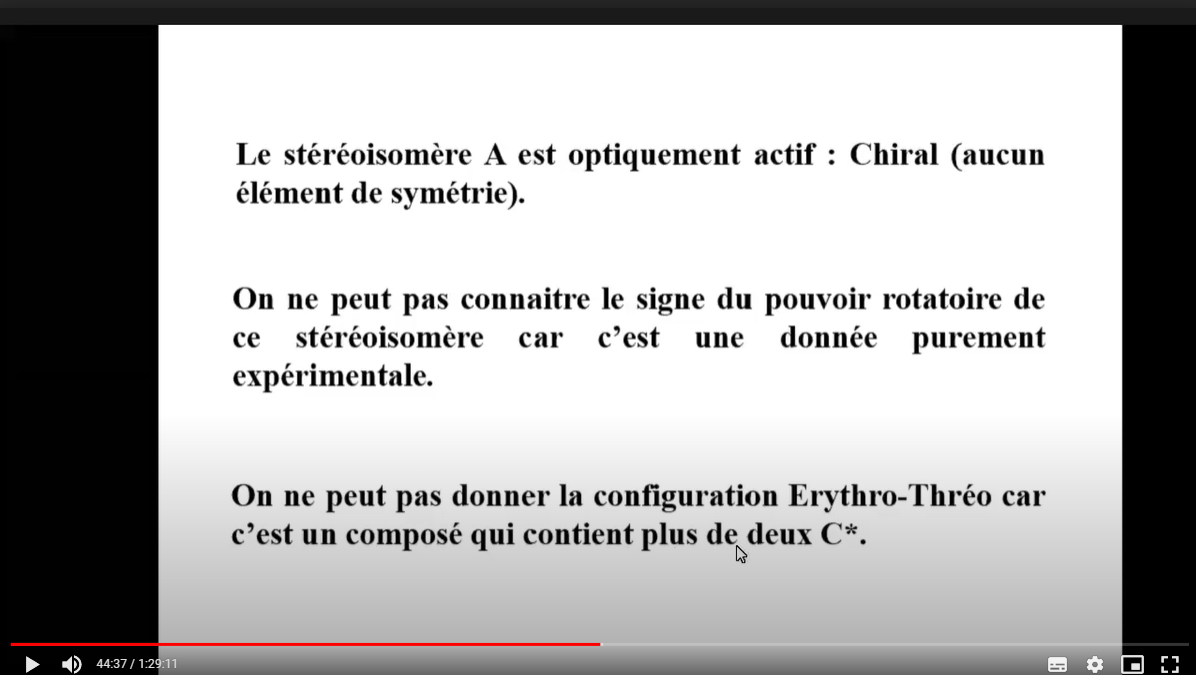 Le stéréoisomère A est optiquement actif : Chiral (aucun
élément de symétrie).
On ne peut pas connaitre le signe du pouvoir rotatoire de
ce stéréoisomère car c’est une donnée purement
expérimentale.
On ne peut pas donner la configuration Erythro-Thréo car
c’est un composé qui contient plus de deux C*.
44:37 / 1:29:11